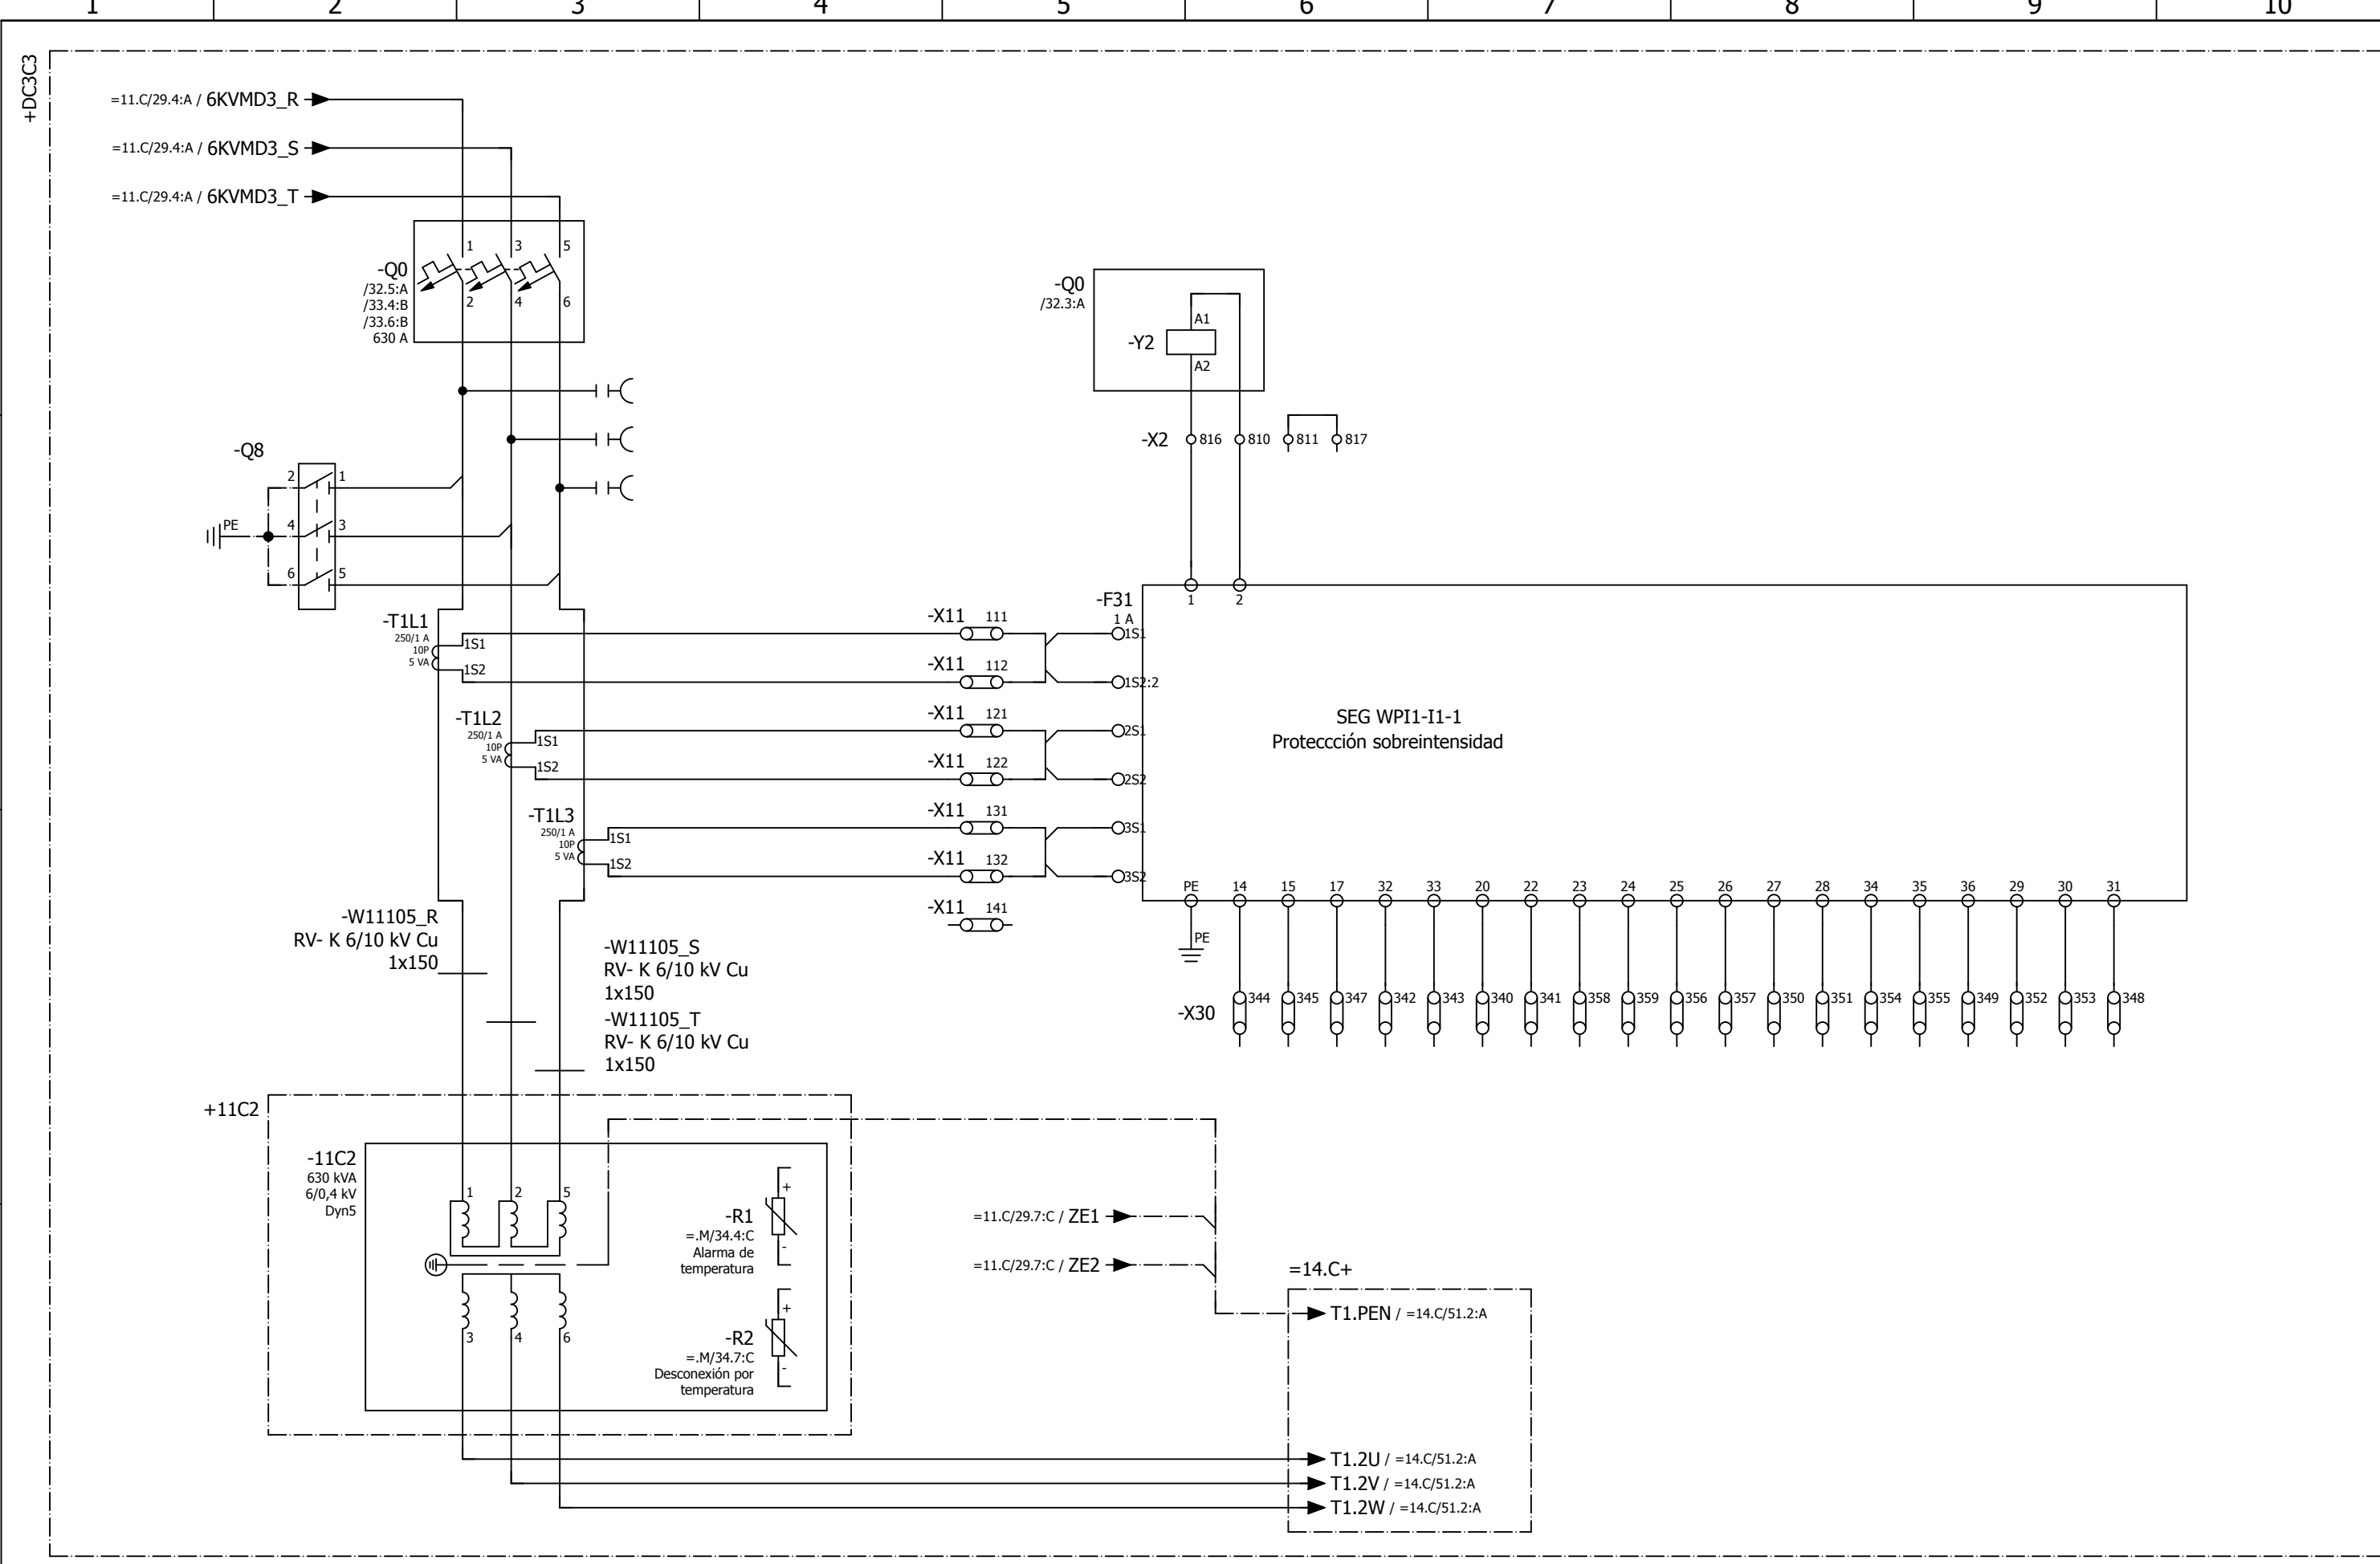 1 2 3 4 5 6 7 8 9 10
+DC3C3
=11.C/29.4:A / 6KVMD3_R
=11.C/29.4:A / 6KVMD3_S
=11.C/29.4:A / 6KVMD3_T
1 3 5
-Q0
/32.5:A
/33.4:B
/33.6:B
630 A
2 4 6
-Q0
/32.3:A
A1
-Y2
A2
-X2 816 810 811 817
-Q8
2 1
PE 4 3
6 5
1 2
-F31
1 A
-T1L1
250/1 A
10P
5 VA
1S1
1S2
-X11 111
1S1
-X11 112
1S2:2
-T1L2
250/1 A
10P
5 VA
1S1
1S2
-X11 121
2S1
-X11 122
2S2
SEG WPI1-I1-1
Proteccción sobreintensidad
-T1L3
250/1 A
10P
5 VA
1S1
1S2
-X11 131
3S1
-X11 132
3S2
-X11 141
PE 14 15 17 32 33 20 22 23 24 25 26 27 28 34 35 36 29 30 31
PE
-X30 344 345 347 342 343 340 341 358 359 356 357 350 351 354 355 349 352 353 348
-W11105_R
RV- K 6/10 kV Cu
1x150
-W11105_S
RV- K 6/10 kV Cu
1x150
-W11105_T
RV- K 6/10 kV Cu
1x150
+11C2
-11C2
630 kVA
6/0,4 kV
Dyn5
1 2 5
+
-R1
=.M/34.4:C
Alarma de
temperatura
-
+
-R2
=.M/34.7:C
Desconexión por
temperatura
-
3 4 6
=11.C/29.7:C / ZE1
=11.C/29.7:C / ZE2
=14.C+
T1.PEN / =14.C/51.2:A
T1.2U / =14.C/51.2:A
T1.2V / =14.C/51.2:A
T1.2W / =14.C/51.2:A